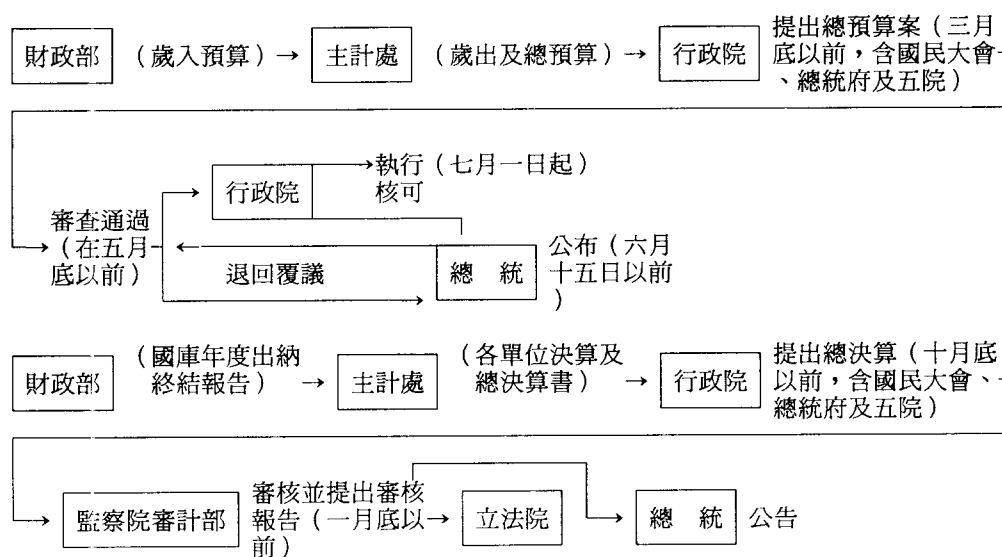 財政部 (歲入預算) → 主計處 (歲出及總預算) → 行政院 提出總預算案(三月
底以前,含國民大會
、總統府及五院)
執行(七月一日起)
行政院 核可
審查通過
(在五月
底以前)
退回覆議
總統
公布(六月
十五日以前
)
財政部 (國庫年度出納
終結報告) → 主計處 (各單位決算及
總決算書) → 行政院 提出總決算(十月底
以前,含國民大會、
總統府及五院)
監察院審計部 審核並提出審核
報告(一月底以
前) → 立法院 → 總統 公告